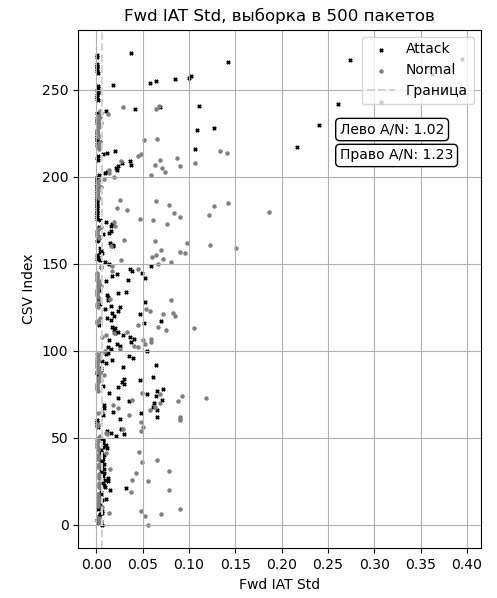 Fwd IAT Std, выборка в 500 пакетов
Attack
Normal
Граница
Лево A/N: 1.02
Право A/N: 1.23
CSV Index
250
200
150
100
50
0
0.00 0.05 0.10 0.15 0.20 0.25 0.30 0.35 0.40
Fwd IAT Std